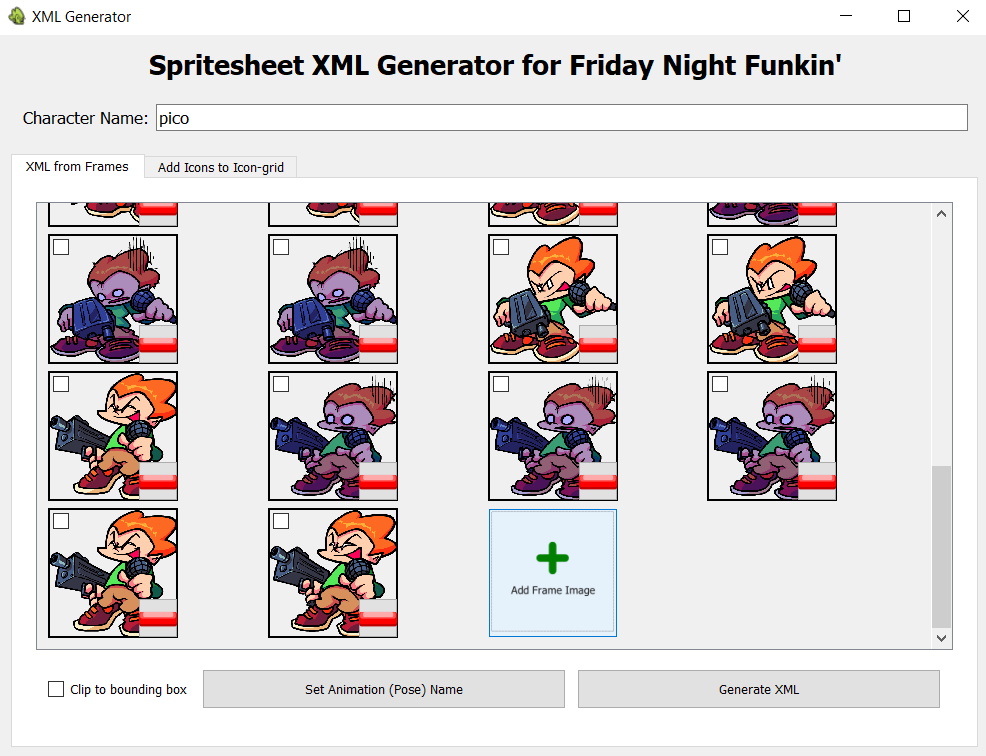 XML Generator
Spritesheet XML Generator for Friday Night Funkin'
Character Name: pico
XML from Frames
Add Icons to Icon-grid
Add Frame Image
Clip to bounding box
Set Animation (Pose) Name
Generate XML